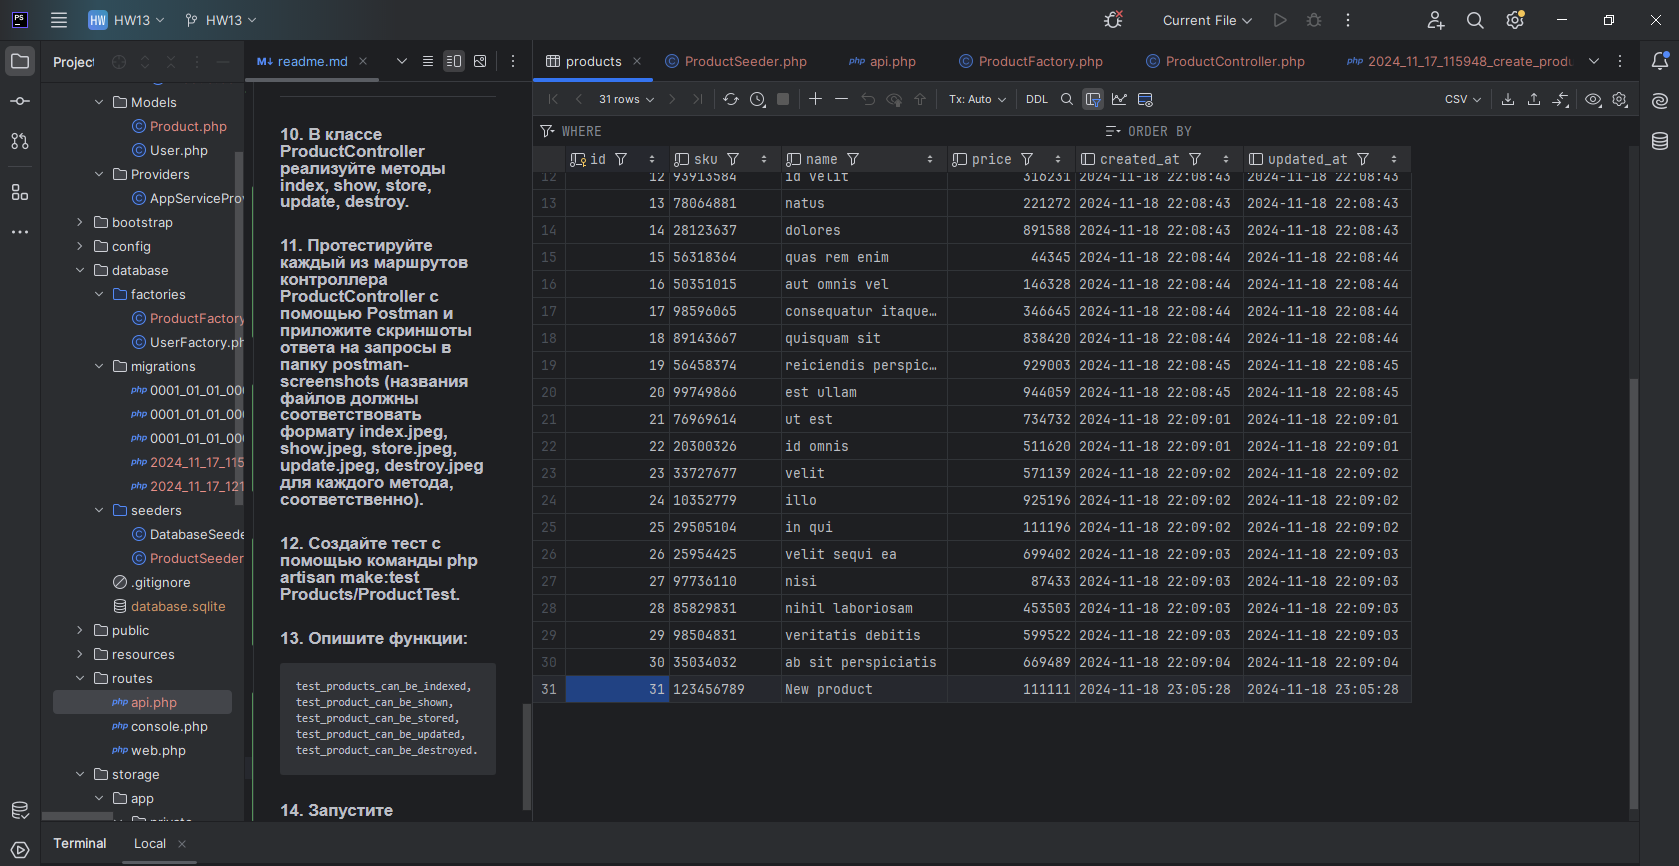 PS
HW HW13
HW13
Current File
Project
readme.md
products
ProductSeeder.php
php api.php
ProductFactory.php
ProductController.php
php 2024_11_17_115948_create_produ
Models
Product.php
User.php
Providers
AppServicePro
bootstrap
config
database
factories
ProductFactory
UserFactory.ph
migrations
php 0001_01_01_00
php 0001_01_01_00
php 0001_01_01_00
php 2024_11_17_115
php 2024_11_17_121
seeders
DatabaseSeede
ProductSeeder
.gitignore
database.sqlite
public
resources
routes
php api.php
php console.php
php web.php
storage
app
private
10. В классе
ProductController
реализуйте методы
index, show, store,
update, destroy.
11. Протестируйте
каждый из маршрутов
контроллера
ProductController с
помощью Postman и
приложите скриншоты
ответа на запросы в
папку postman-
screenshots (названия
файлов должны
соответствовать
формату index.jpeg,
show.jpeg, store.jpeg,
update.jpeg, destroy.jpeg
для каждого метода,
соответственно).
12. Создайте тест с
помощью команды php
artisan make:test
Products/ProductTest.
13. Опишите функции:
test_products_can_be_indexed,
test_product_can_be_shown,
test_product_can_be_stored,
test_product_can_be_updated,
test_product_can_be_destroyed.
14. Запустите
31 rows Tx: Auto DDL CSV
WHERE ORDER BY
id sku name price created_at updated_at
12 12 93913584 id velit 316231 2024-11-18 22:08:43 2024-11-18 22:08:43
13 13 78064881 natus 221272 2024-11-18 22:08:43 2024-11-18 22:08:43
14 14 28123637 dolores 891588 2024-11-18 22:08:43 2024-11-18 22:08:43
15 15 56318364 quas rem enim 44345 2024-11-18 22:08:44 2024-11-18 22:08:44
16 16 50351015 aut omnis vel 146328 2024-11-18 22:08:44 2024-11-18 22:08:44
17 17 98596065 consequatur itaque… 346645 2024-11-18 22:08:44 2024-11-18 22:08:44
18 18 89143667 quisquam sit 838420 2024-11-18 22:08:44 2024-11-18 22:08:44
19 19 56458374 reiciendis perspic… 929003 2024-11-18 22:08:45 2024-11-18 22:08:45
20 20 99749866 est ullam 944059 2024-11-18 22:08:45 2024-11-18 22:08:45
21 21 76969614 ut est 734732 2024-11-18 22:09:01 2024-11-18 22:09:01
22 22 20300326 id omnis 511620 2024-11-18 22:09:01 2024-11-18 22:09:01
23 23 33727677 velit 571139 2024-11-18 22:09:02 2024-11-18 22:09:02
24 24 10352779 illo 925196 2024-11-18 22:09:02 2024-11-18 22:09:02
25 25 29505104 in qui 111196 2024-11-18 22:09:02 2024-11-18 22:09:02
26 26 25954425 velit sequi ea 699402 2024-11-18 22:09:03 2024-11-18 22:09:03
27 27 97736110 nisi 87433 2024-11-18 22:09:03 2024-11-18 22:09:03
28 28 85829831 nihil laboriosam 453503 2024-11-18 22:09:03 2024-11-18 22:09:03
29 29 98504831 veritatis debitis 599522 2024-11-18 22:09:03 2024-11-18 22:09:03
30 30 35034032 ab sit perspiciatis 669489 2024-11-18 22:09:04 2024-11-18 22:09:04
31 31 123456789 New product 111111 2024-11-18 23:05:28 2024-11-18 23:05:28
Terminal Local